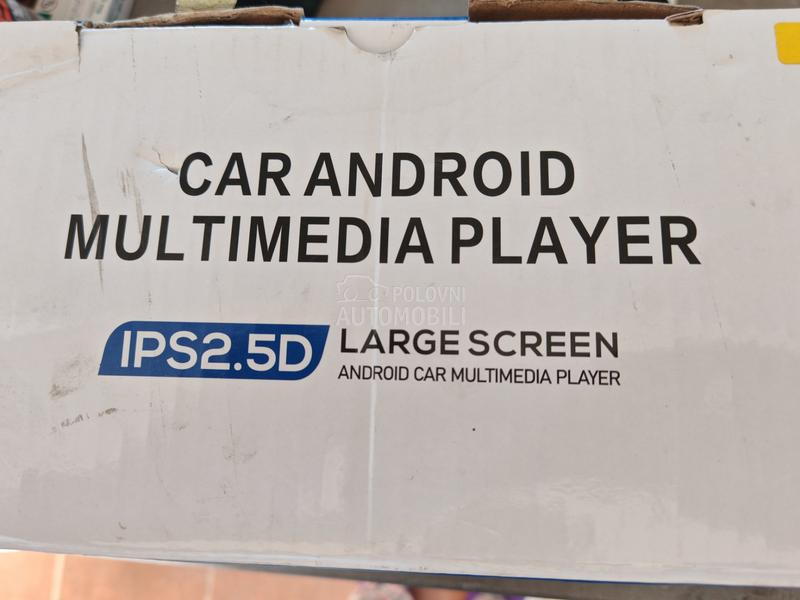 CAR ANDROID
MULTIMEDIA PLAYER
POLOVNI
AUTOMOBILI
IPS2.5D LARGE SCREEN
ANDROID CAR MULTIMEDIA PLAYER